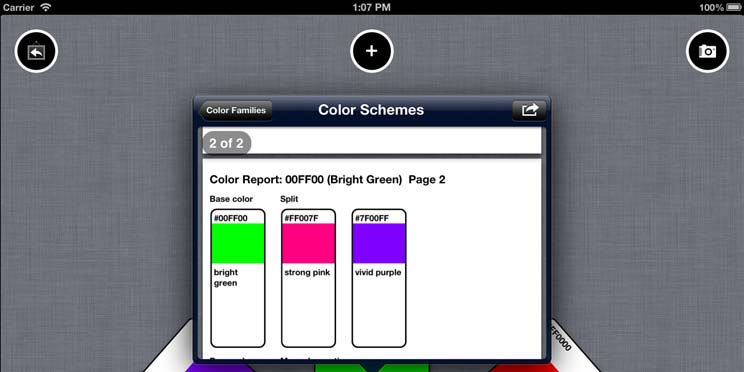 Carrier 1:07 PM 100%
Color Families Color Schemes
2 of 2
Color Report: 00FF00 (Bright Green) Page 2
Base color Split
#00FF00 #FF007F #7F00FF
bright green strong pink vivid purple
FF0000